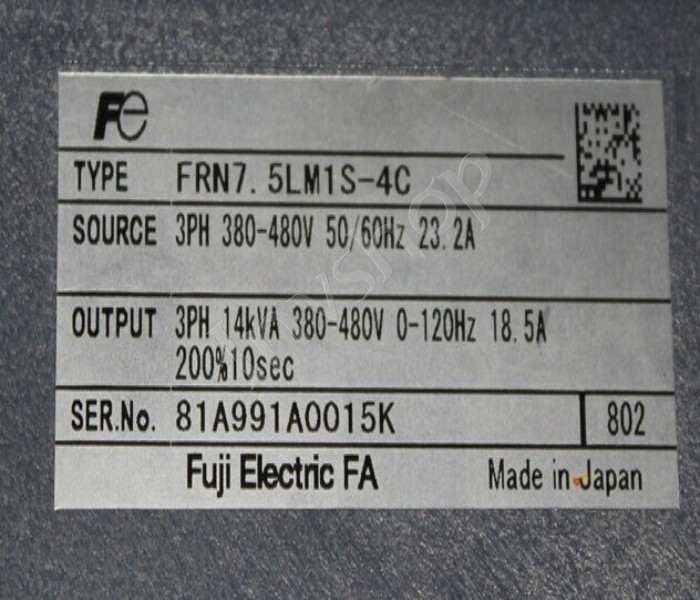 Fe
TYPE FRN7.5LM1S-4C
SOURCE 3PH 380-480V 50/60Hz 23.2A
OUTPUT 3PH 14kVA 380-480V 0-120Hz 18.5A
200%10sec
SER.No. 81A991A0015K 802
Fuji Electric FA Made in Japan